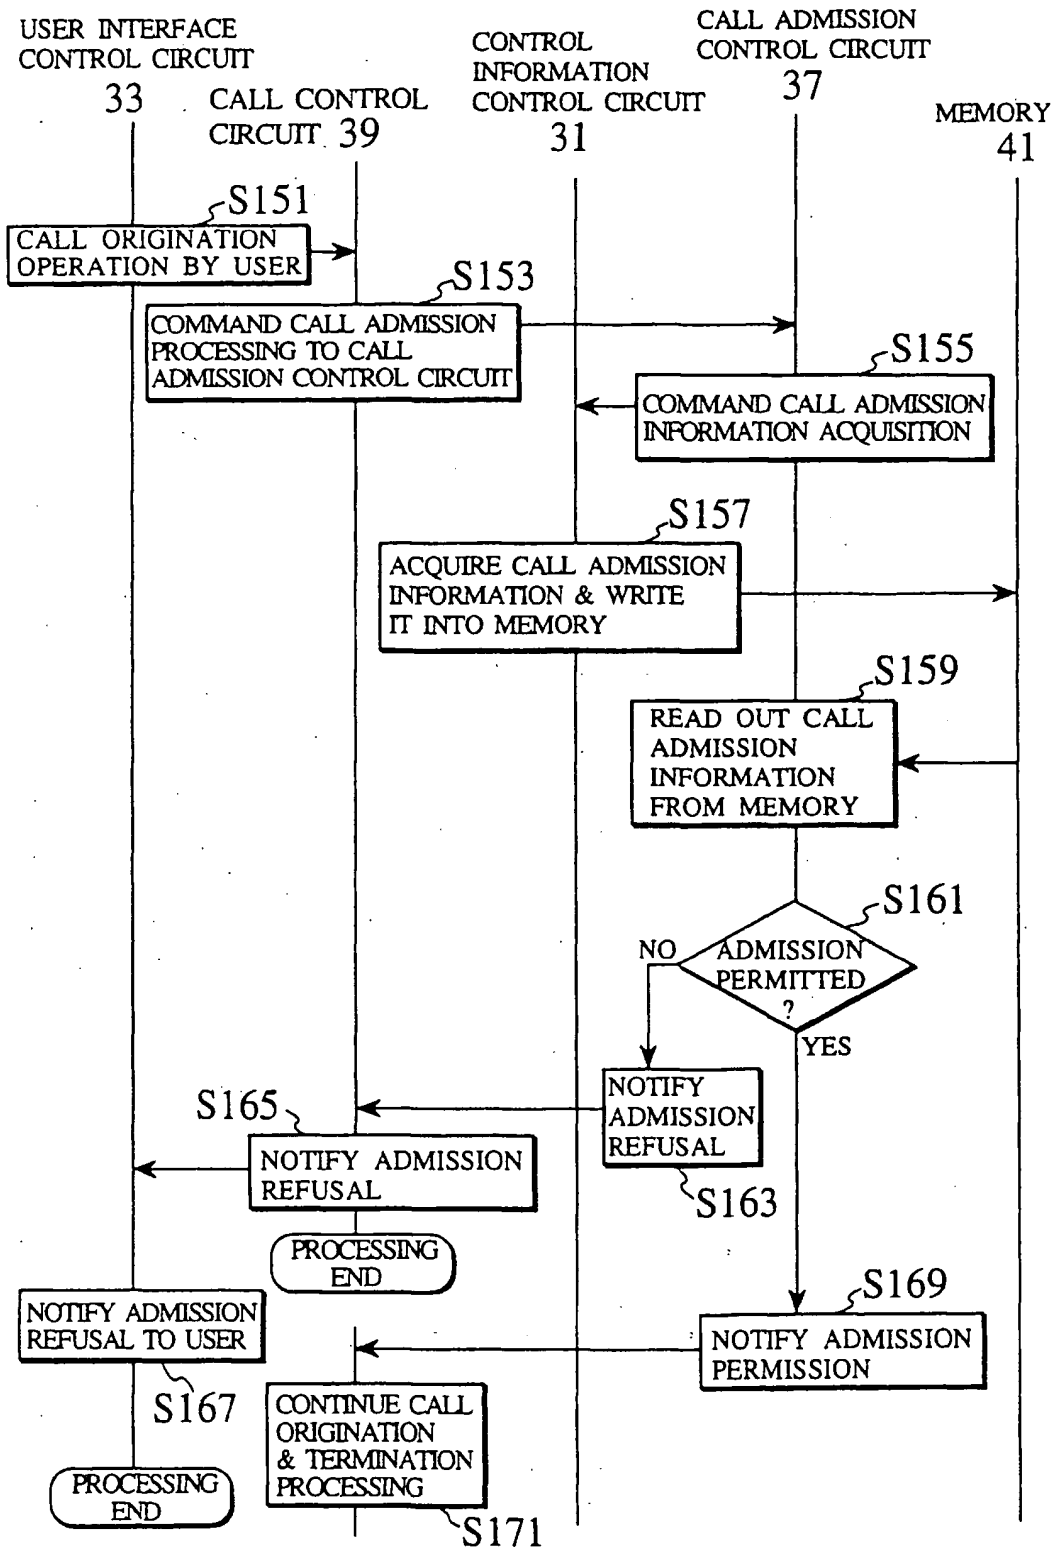 USER INTERFACE
CONTROL CIRCUIT
33
CALL CONTROL
CIRCUIT 39
CONTROL
INFORMATION
CONTROL CIRCUIT
31
CALL ADMISSION
CONTROL CIRCUIT
37
MEMORY
41
S151
CALL ORIGINATION
OPERATION BY USER
S153
COMMAND CALL ADMISSION
PROCESSING TO CALL
ADMISSION CONTROL CIRCUIT
S155
COMMAND CALL ADMISSION
INFORMATION ACQUISITION
S157
ACQUIRE CALL ADMISSION
INFORMATION & WRITE
IT INTO MEMORY
S159
READ OUT CALL
ADMISSION
INFORMATION
FROM MEMORY
S161
NO
ADMISSION
PERMITTED
?
YES
NOTIFY
ADMISSION
REFUSAL
S163
S165
NOTIFY ADMISSION
REFUSAL
PROCESSING
END
NOTIFY ADMISSION
REFUSAL TO USER
S167
PROCESSING
END
S169
NOTIFY ADMISSION
PERMISSION
CONTINUE CALL
ORIGINATION
& TERMINATION
PROCESSING
S171